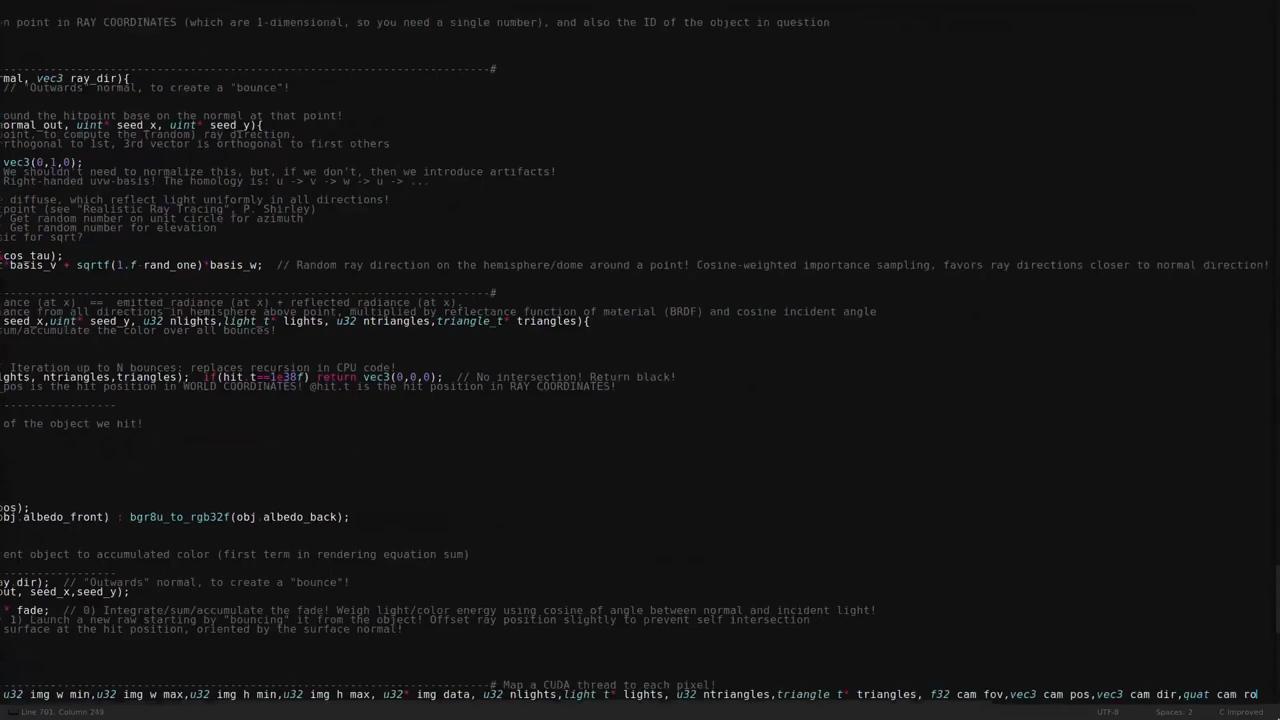 n point in RAY COORDINATES (which are 1-dimensional, so you need a single number), and also the ID of the object in question
------------------------------------------------------------------------------------------#
mal, vec3 ray_dir){
// "Outwards" normal, to create a "bounce"!
ound the hitpoint base on the normal at that point!
ormal_out, uint* seed_x, uint* seed_y){
point, to compute the (random) ray direction.
rthogonal to 1st, 3rd vector is orthogonal to first others
vec3(0,1,0);
We shouldn't need to normalize this, but, if we don't, then we introduce artifacts!
Right-handed uvw-basis! The homology is: u -> v -> w -> u -> ...
diffuse, which reflect light uniformly in all directions!
point (see "Realistic Ray Tracing", P. Shirley)
/ Get random number on unit circle for azimuth
Get random number for elevation
sic for sqrt?
(cos_tau);
*basis_v + sqrtf(1.f-rand_one)*basis_w;  // Random ray direction on the hemisphere/dome around a point! Cosine-weighted importance sampling, favors ray directions closer to normal direction!
------------------------------------------------------------------------------------------#
iance (at x)  ==  emitted radiance (at x) + reflected radiance (at x).
iance from all directions in hemisphere above point, multiplied by reflectance function of material (BRDF) and cosine incident angle
seed_x,uint* seed_y, u32 nlights,light_t* lights, u32 ntriangles,triangle_t* triangles){
sum/accumulate the color over all bounces!
Iteration up to N bounces: replaces recursion in CPU code!
ights, ntriangles,triangles);  if(hit.t==1e38f) return vec3(0,0,0);  // No intersection! Return black!
_pos is the hit position in WORLD COORDINATES! @hit.t is the hit position in RAY COORDINATES!
-----------------
of the object we hit!
pos);
obj.albedo_front) : bgr8u_to_rgb32f(obj.albedo_back);
ent object to accumulated color (first term in rendering equation sum)
-----------------
ay_dir);  // "Outwards" normal, to create a "bounce"!
out, seed_x,seed_y);
* fade;  // 0) Integrate/sum/accumulate the fade! Weigh light/color energy using cosine of angle between normal and incident light!
/ 1) Launch a new raw starting by "bouncing" it from the object! Offset ray position slightly to prevent self intersection
surface at the hit position, oriented by the surface normal!
------------------------------------------------------------------------------------------# Map a CUDA thread to each pixel!
u32 img_w_min,u32 img_w_max,u32 img_h_min,u32 img_h_max, u32* img_data, u32 nlights,light_t* lights, u32 ntriangles,triangle_t* triangles, f32 cam_fov,vec3 cam_pos,vec3 cam_dir,quat cam_ro
Line 701, Column 249
UTF-8
Spaces: 2
C Improved